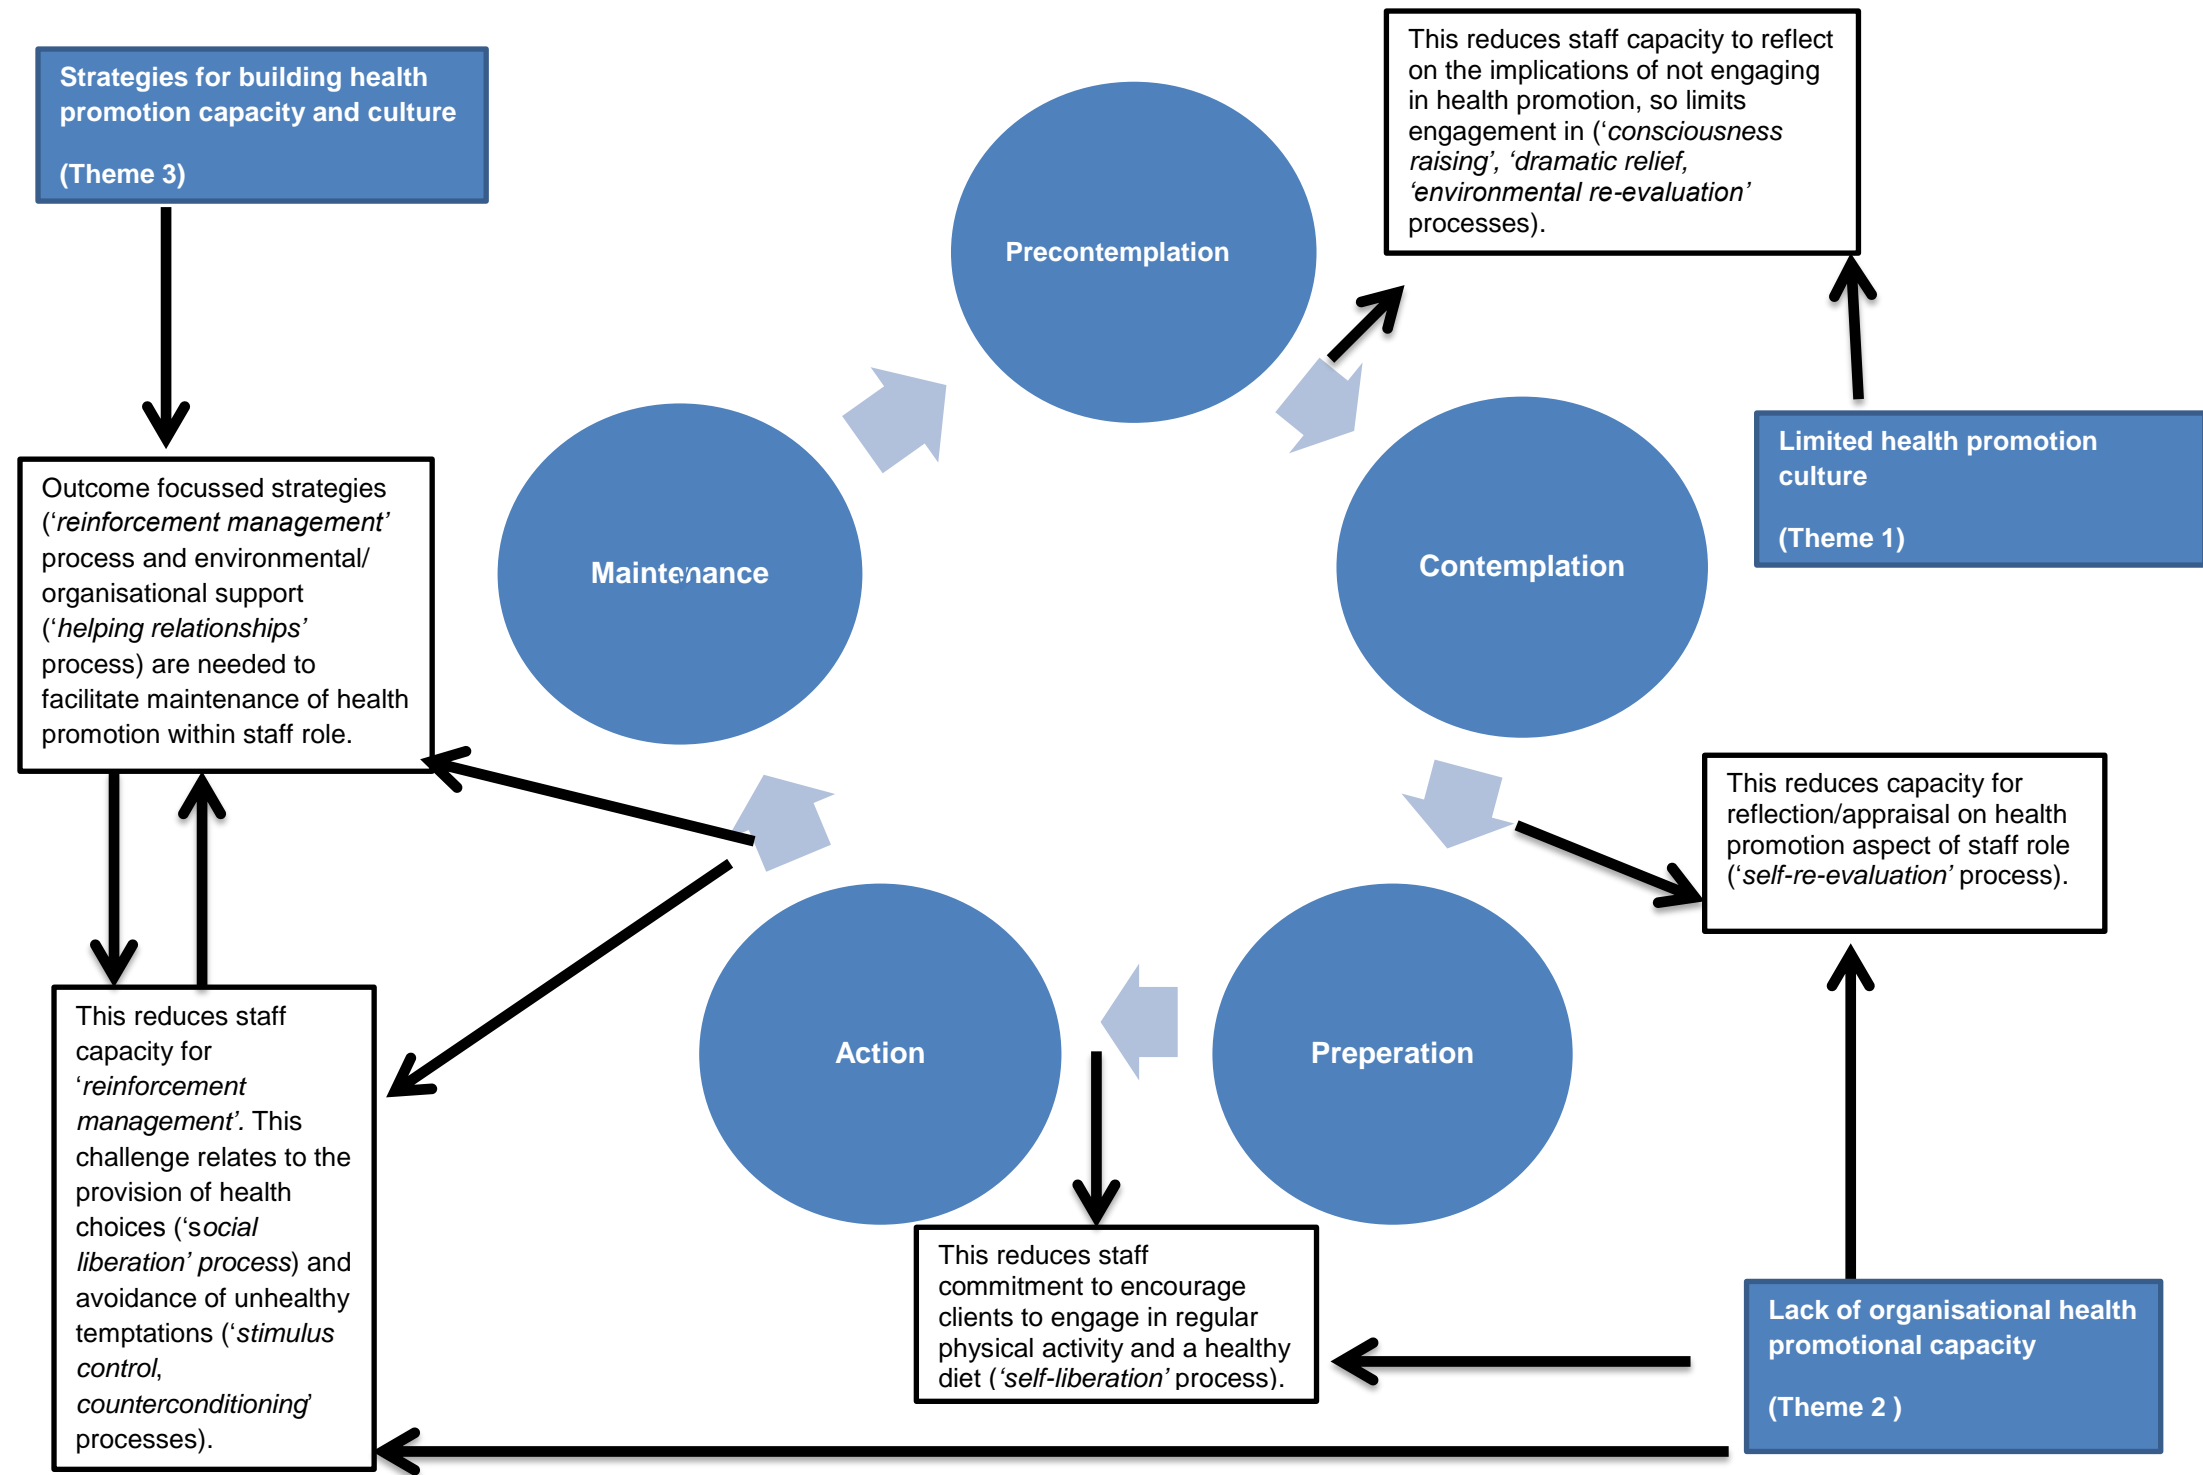 Strategies for building health
promotion capacity and culture
(Theme 3)
This reduces staff capacity to reflect
on the implications of not engaging
in health promotion, so limits
engagement in (‘consciousness
raising’, ‘dramatic relief,
‘environmental re-evaluation’
processes).
Precontemplation
Limited health promotion
culture
(Theme 1)
Outcome focussed strategies
(‘reinforcement management’
process and environmental/
organisational support
(‘helping relationships’
process) are needed to
facilitate maintenance of health
promotion within staff role.
Maintenance
Contemplation
This reduces capacity for
reflection/appraisal on health
promotion aspect of staff role
(‘self-re-evaluation’ process).
This reduces staff
capacity for
‘reinforcement
management’. This
challenge relates to the
provision of health
choices (‘social
liberation’ process) and
avoidance of unhealthy
temptations (‘stimulus
control,
counterconditioning’
processes).
Action
Preperation
This reduces staff
commitment to encourage
clients to engage in regular
physical activity and a healthy
diet (‘self-liberation’ process).
Lack of organisational health
promotional capacity
(Theme 2 )